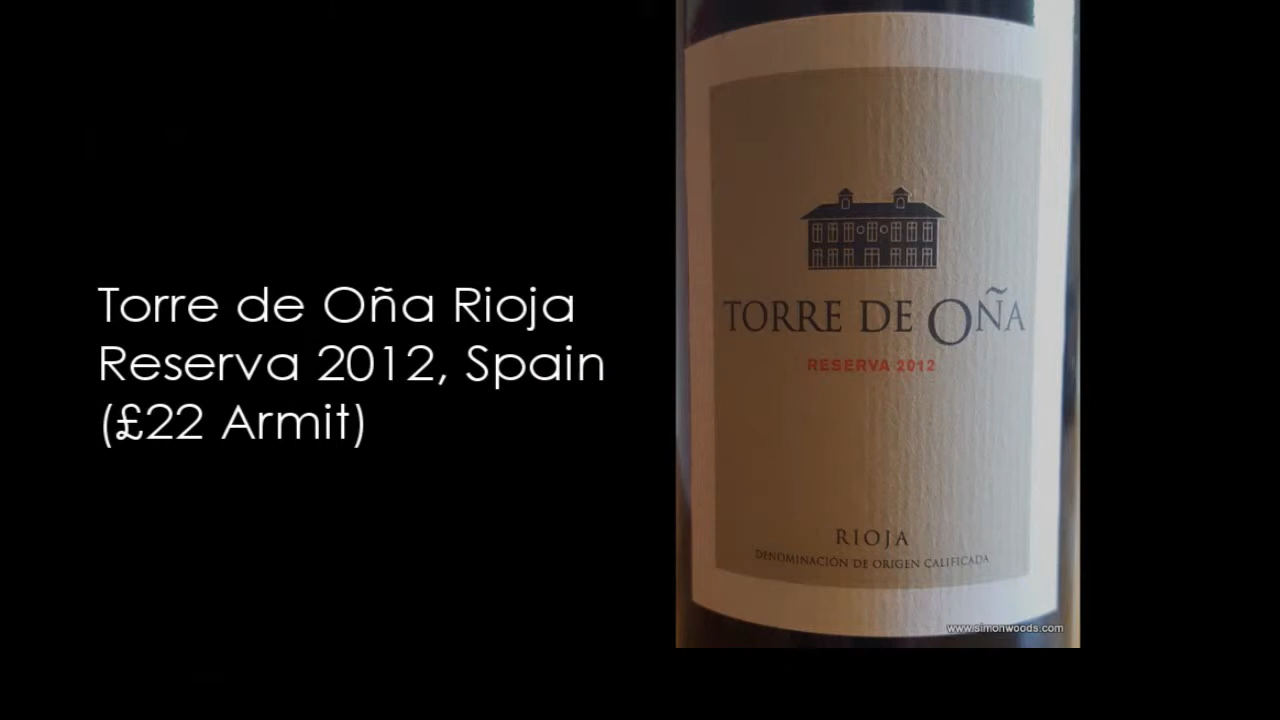 Torre de Oña Rioja
Reserva 2012, Spain
(£22 Armit)
TORRE DE OÑA
RESERVA 2012
RIOJA
DENOMINACIÓN DE ORIGEN CALIFICADA
www.simonwoods.com